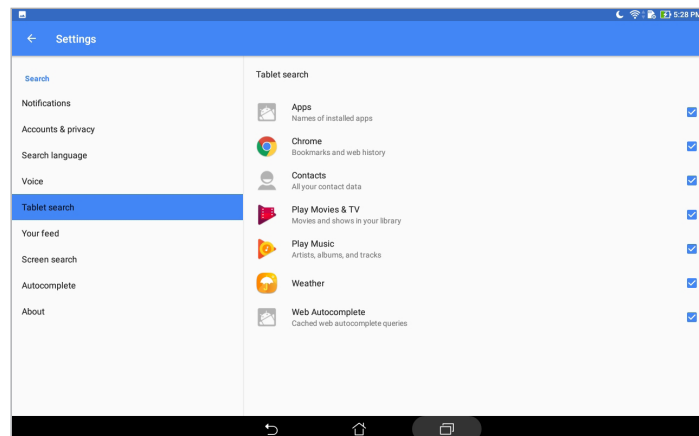 5:28 PM
Settings
Search
Notifications
Accounts & privacy
Search language
Voice
Tablet search
Your feed
Screen search
Autocomplete
About
Tablet search
Apps
Names of installed apps
Chrome
Bookmarks and web history
Contacts
All your contact data
Play Movies & TV
Movies and shows in your library
Play Music
Artists, albums, and tracks
Weather
Web Autocomplete
Cached web autocomplete queries